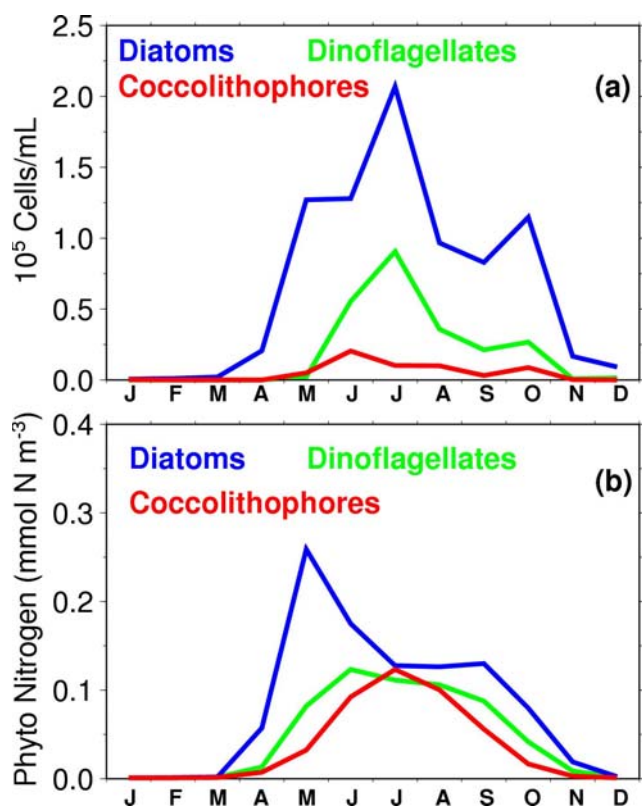 2.5
Diatoms Dinoflagellates
Coccolithophores (a)
2.0
1.5
1.0
0.5
0.0
10⁵ Cells/mL
J F M A M J J A S O N D
0.4
Diatoms Dinoflagellates
Coccolithophores (b)
0.3
0.2
0.1
0.0
Phyto Nitrogen (mmol N m⁻³)
J F M A M J J A S O N D